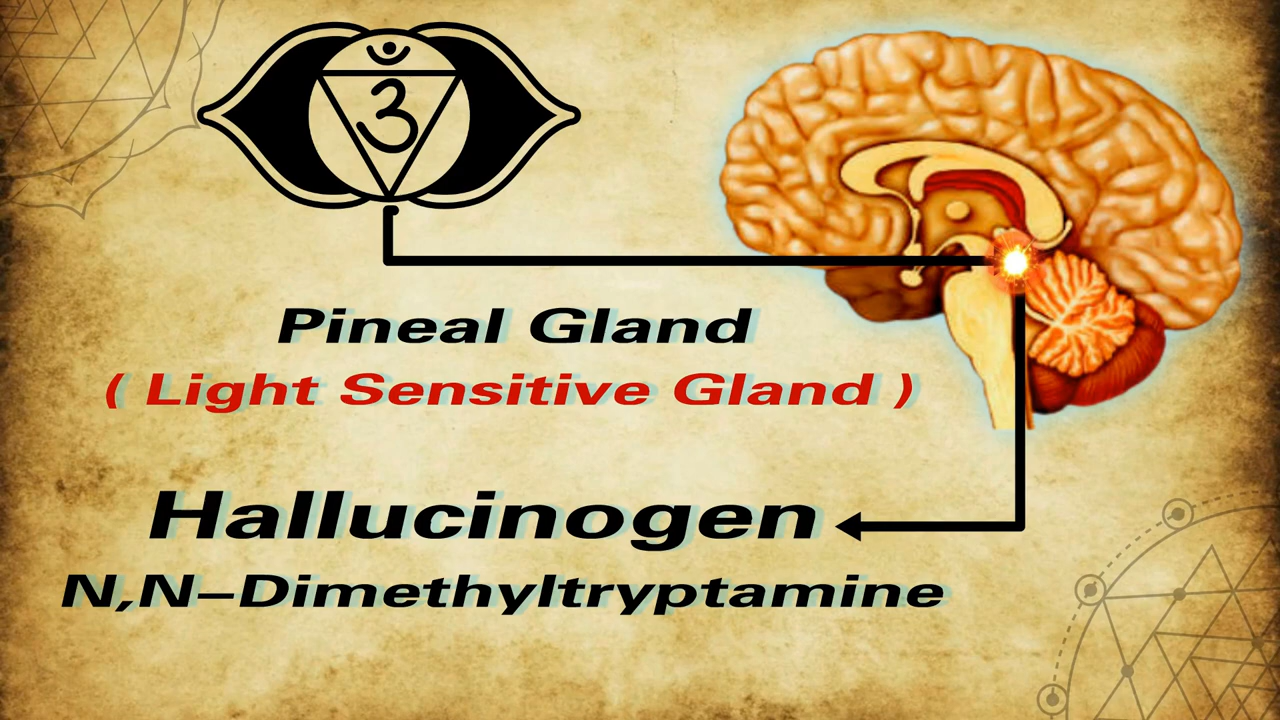 Pineal Gland
( Light Sensitive Gland )
Hallucinogen
N,N–Dimethyltryptamine